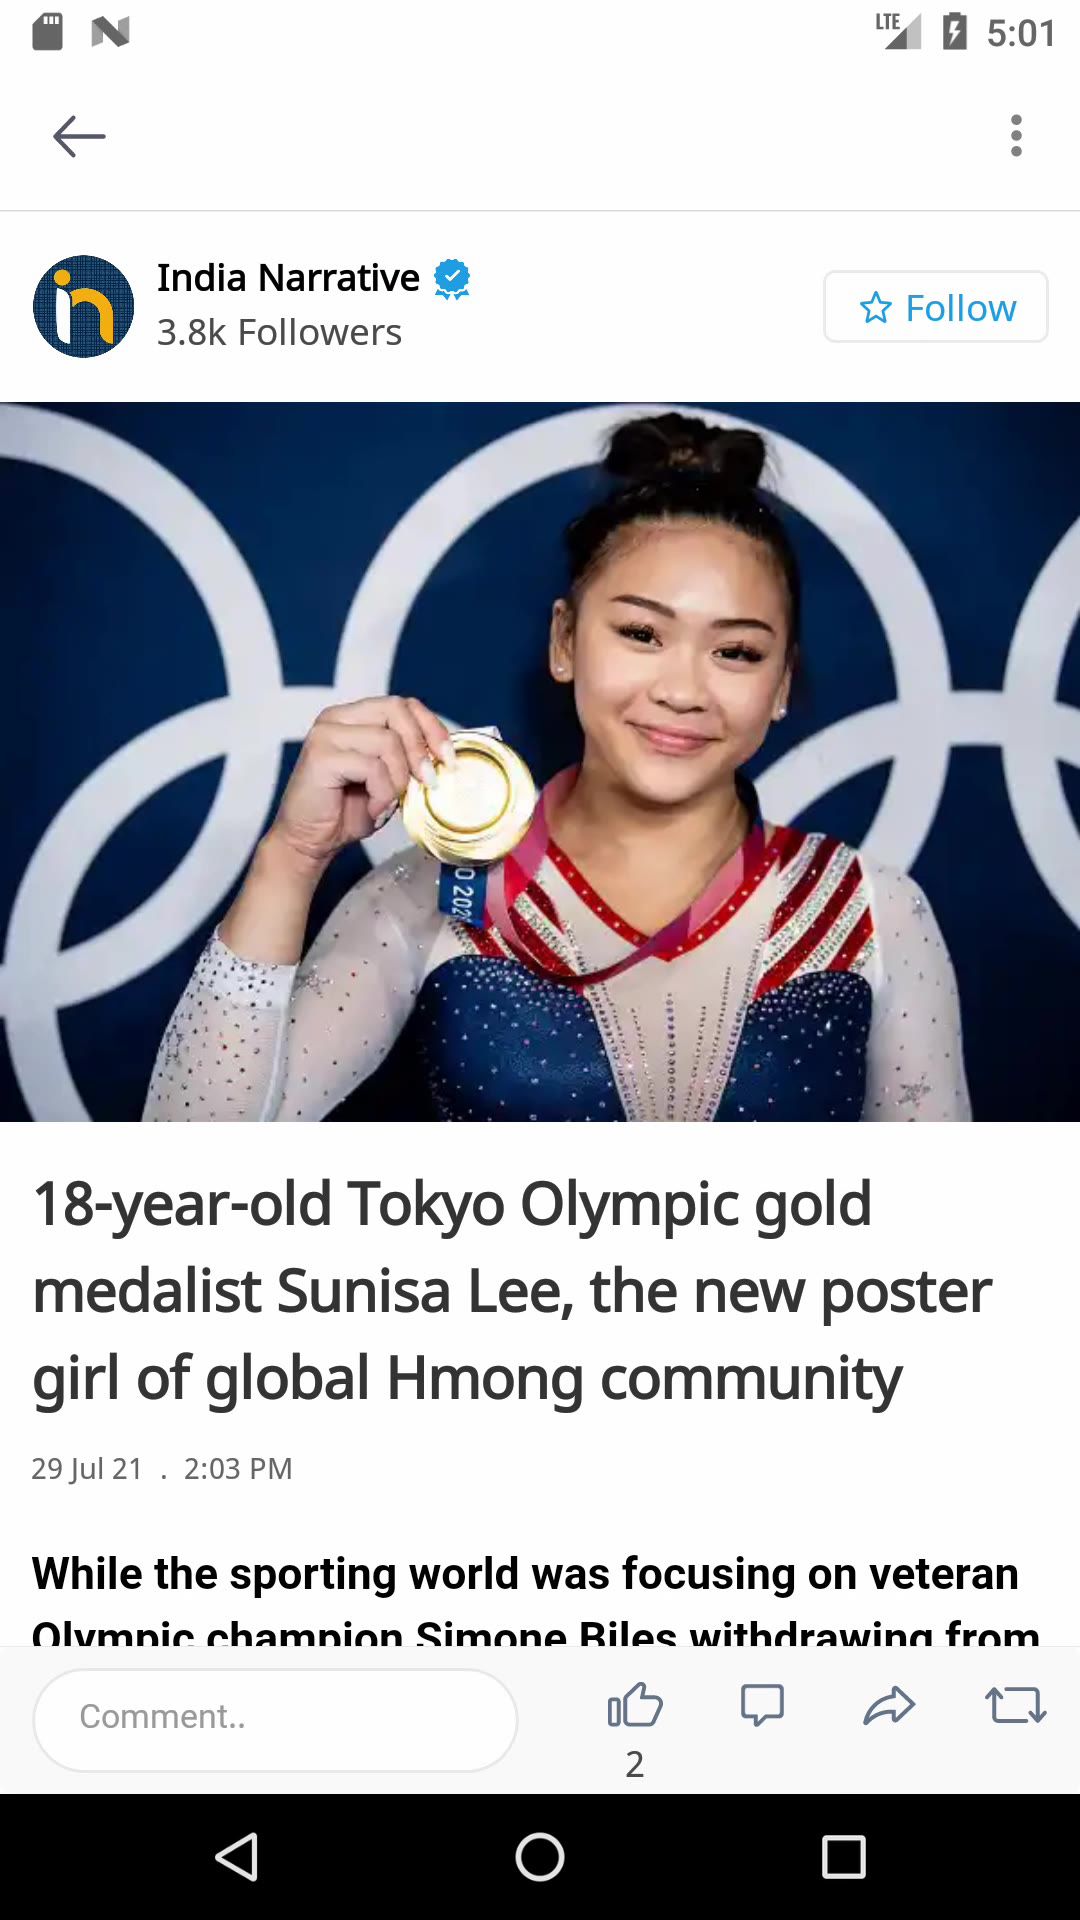 LTE 5:01
India Narrative
3.8k Followers
Follow
O 202
18-year-old Tokyo Olympic gold
medalist Sunisa Lee, the new poster
girl of global Hmong community
29 Jul 21 . 2:03 PM
While the sporting world was focusing on veteran
Olympic champion Simone Biles withdrawing from
Comment..
2